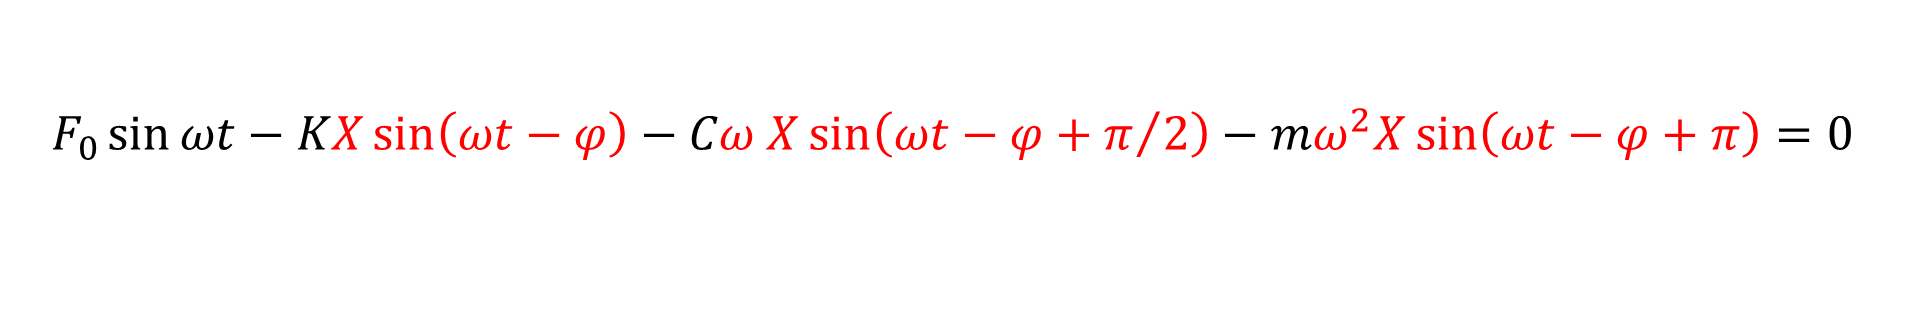 F₀ sin ωt − KX sin(ωt − φ) − Cω X sin(ωt − φ + π/2) − mω²X sin(ωt − φ + π) = 0